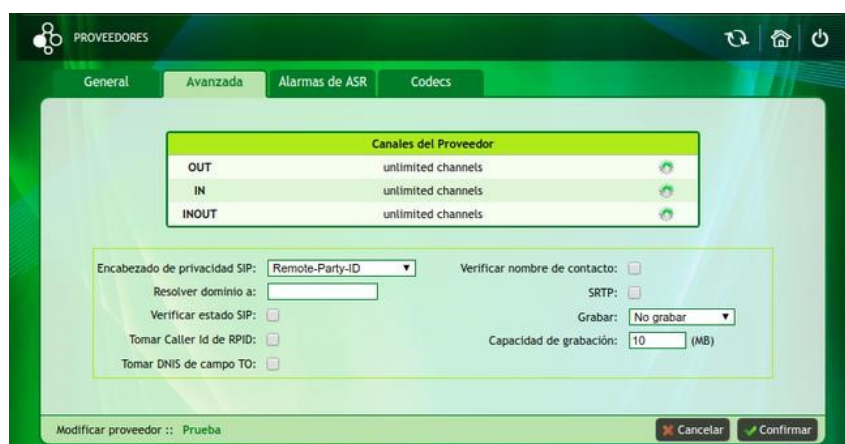 PROVEEDORES
General Avanzada Alarmas de ASR Codecs
Canales del Proveedor
OUT unlimited channels
IN unlimited channels
INOUT unlimited channels
Encabezado de privacidad SIP: Remote-Party-ID Verificar nombre de contacto:
Resolver dominio a: SRTP:
Verificar estado SIP: Grabar: No grabar
Tomar Caller Id de RPID: Capacidad de grabación: 10 (MB)
Tomar DNIS de campo TO:
Modificar proveedor :: Prueba Cancelar Confirmar